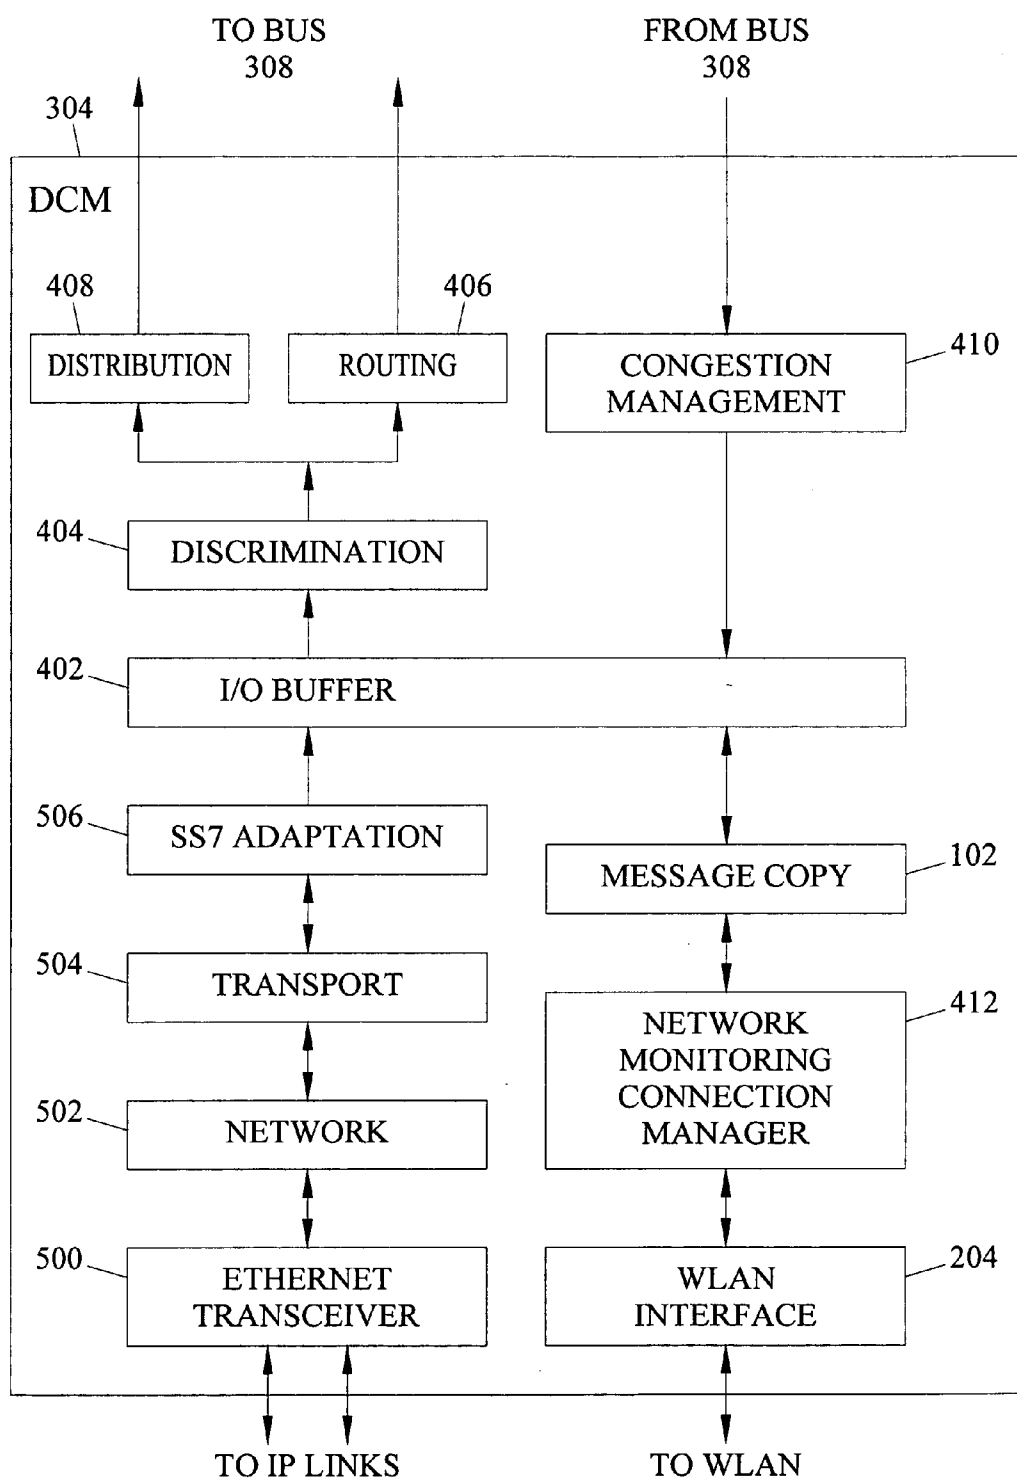 TO BUS
308
FROM BUS
308
304
DCM
408
406
DISTRIBUTION
ROUTING
CONGESTION
MANAGEMENT
410
404
DISCRIMINATION
402
I/O BUFFER
506
SS7 ADAPTATION
MESSAGE COPY
102
504
TRANSPORT
NETWORK
MONITORING
CONNECTION
MANAGER
412
502
NETWORK
500
ETHERNET
TRANSCEIVER
WLAN
INTERFACE
204
TO IP LINKS
TO WLAN